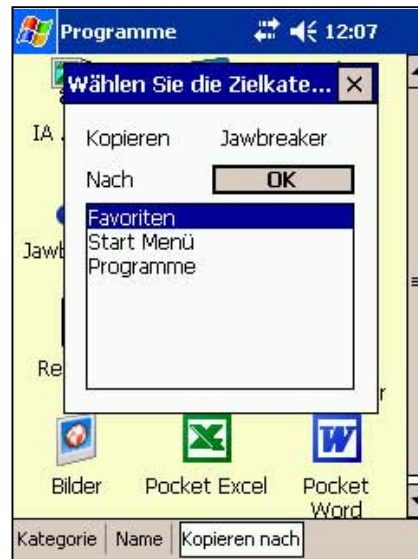 Programme 12:07
Wählen Sie die Zielkate...
IA
Kopieren Jawbreaker
Nach OK
Favoriten
Start Menü
Programme
Bilder Pocket Excel Pocket
Word
Kategorie Name Kopieren nach